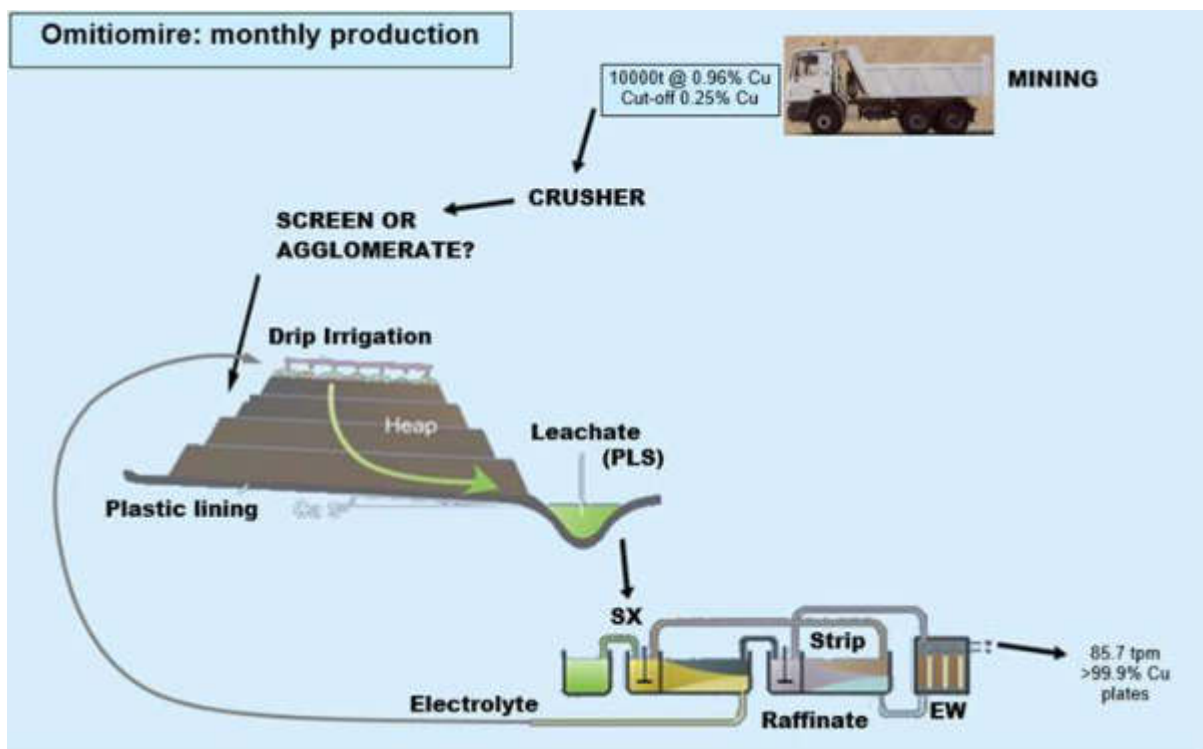 Omitiomire: monthly production
10000t @ 0.96% Cu
Cut-off 0.25% Cu
MINING
CRUSHER
SCREEN OR
AGGLOMERATE?
Drip Irrigation
Heap
Leachate
(PLS)
Plastic lining
SX
Strip
Electrolyte
Raffinate
EW
85.7 tpm
>99.9% Cu
plates